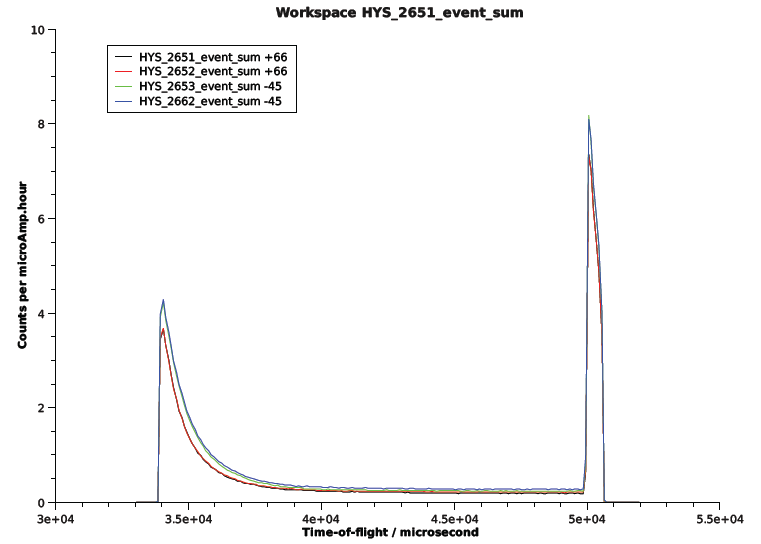 Workspace HYS_2651_event_sum
10
HYS_2651_event_sum +66
HYS_2652_event_sum +66
HYS_2653_event_sum -45
HYS_2662_event_sum -45
8
6
4
2
0
Counts per microAmp.hour
3e+04 3.5e+04 4e+04 4.5e+04 5e+04 5.5e+04
Time-of-flight / microsecond